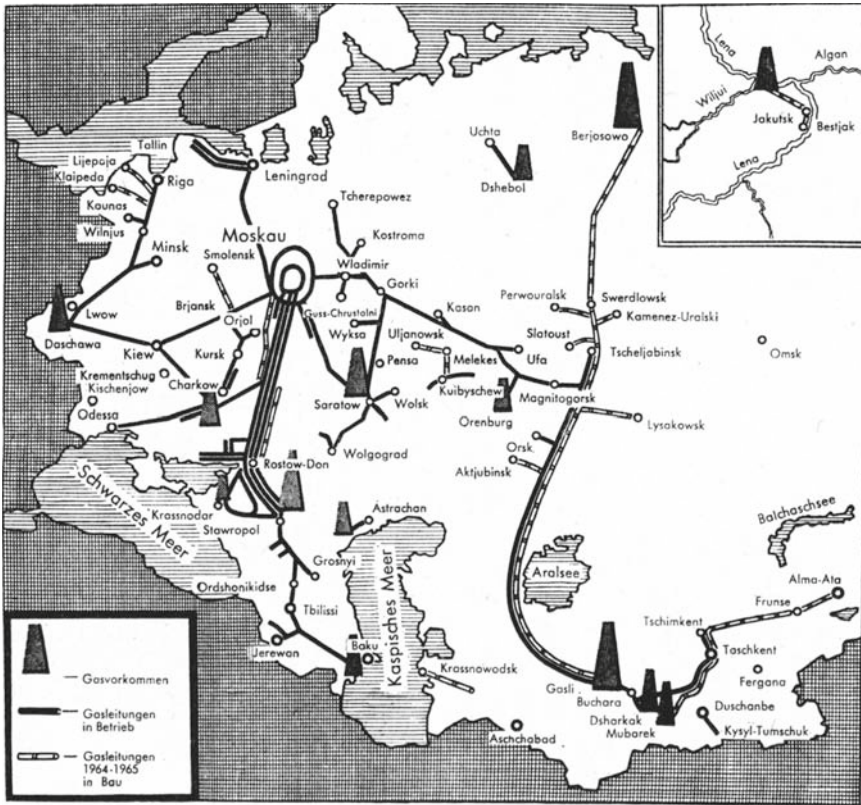 Lena
Algan
Wiljui
Jakutsk
Bestjak
Lena
Berjosowo
Uchta
Dshebol
Tallin
Lijepaja
Klaipeda
Riga
Leningrad
Kaunas
Wilnjus
Tcherepowez
Minsk
Moskau
Kostroma
Smolensk
Wladimir
Gorki
Lwow
Brjansk
Orjol
Guss-Chrustalni
Kasan
Perwouralsk
Swerdlowsk
Kamenez-Uralski
Daschawa
Kiew
Kursk
Wyksa
Uljanowsk
Slatoust
Omsk
Krementschug
Kischenjow
Charkow
Pensa
Melekes
Ufa
Tscheljabinsk
Odessa
Saratow
Wolsk
Kuibyschew
Magnitogorsk
Orenburg
Lysakowsk
Wolgograd
Orsk
Aktjubinsk
Rostow-Don
Schwarzes Meer
Krassnodar
Stawropol
Astrachan
Balchaschsee
Grosnyi
Aralsee
Alma-Ata
Ordshonikidse
Kaspisches Meer
Frunse
Tbilissi
Tschimkent
Taschkent
Jerewan
Baku
Krassnowodsk
Gasli
Buchara
Fergana
Dsharkak
Mubarek
Duschanbe
Aschchabad
Kysyl-Tumschuk
— Gasvorkommen
— Gasleitungen
in Betrieb
— Gasleitungen
1964-1965
in Bau